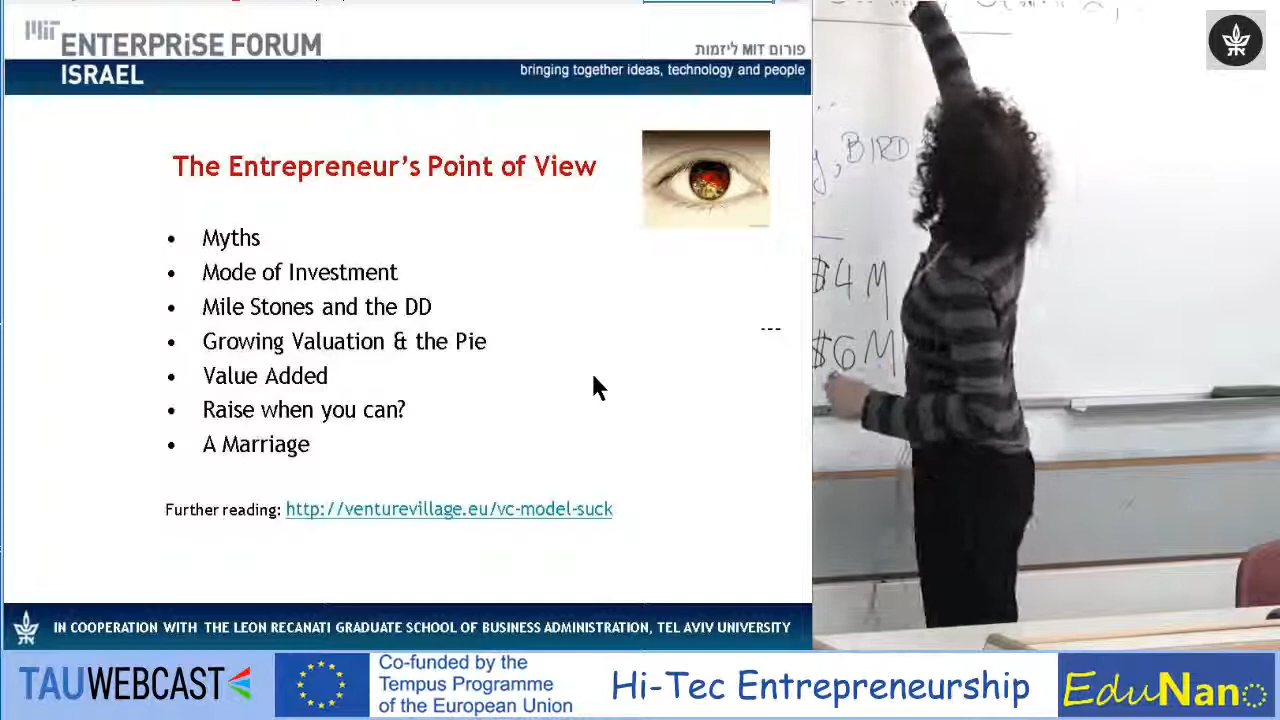 MiT
ENTERPRiSE FORUM
ISRAEL
פורום MIT ליזמות
bringing together ideas, technology and people
The Entrepreneur's Point of View
• Myths
• Mode of Investment
• Mile Stones and the DD
• Growing Valuation & the Pie
• Value Added
• Raise when you can?
• A Marriage
Further reading: http://venturevillage.eu/vc-model-suck
---
BIRD
$4 M
$6 M
IN COOPERATION WITH THE LEON RECANATI GRADUATE SCHOOL OF BUSINESS ADMINISTRATION, TEL AVIV UNIVERSITY
TAUWEBCAST
Co-funded by the
Tempus Programme
of the European Union
Hi-Tec Entrepreneurship
EduNano